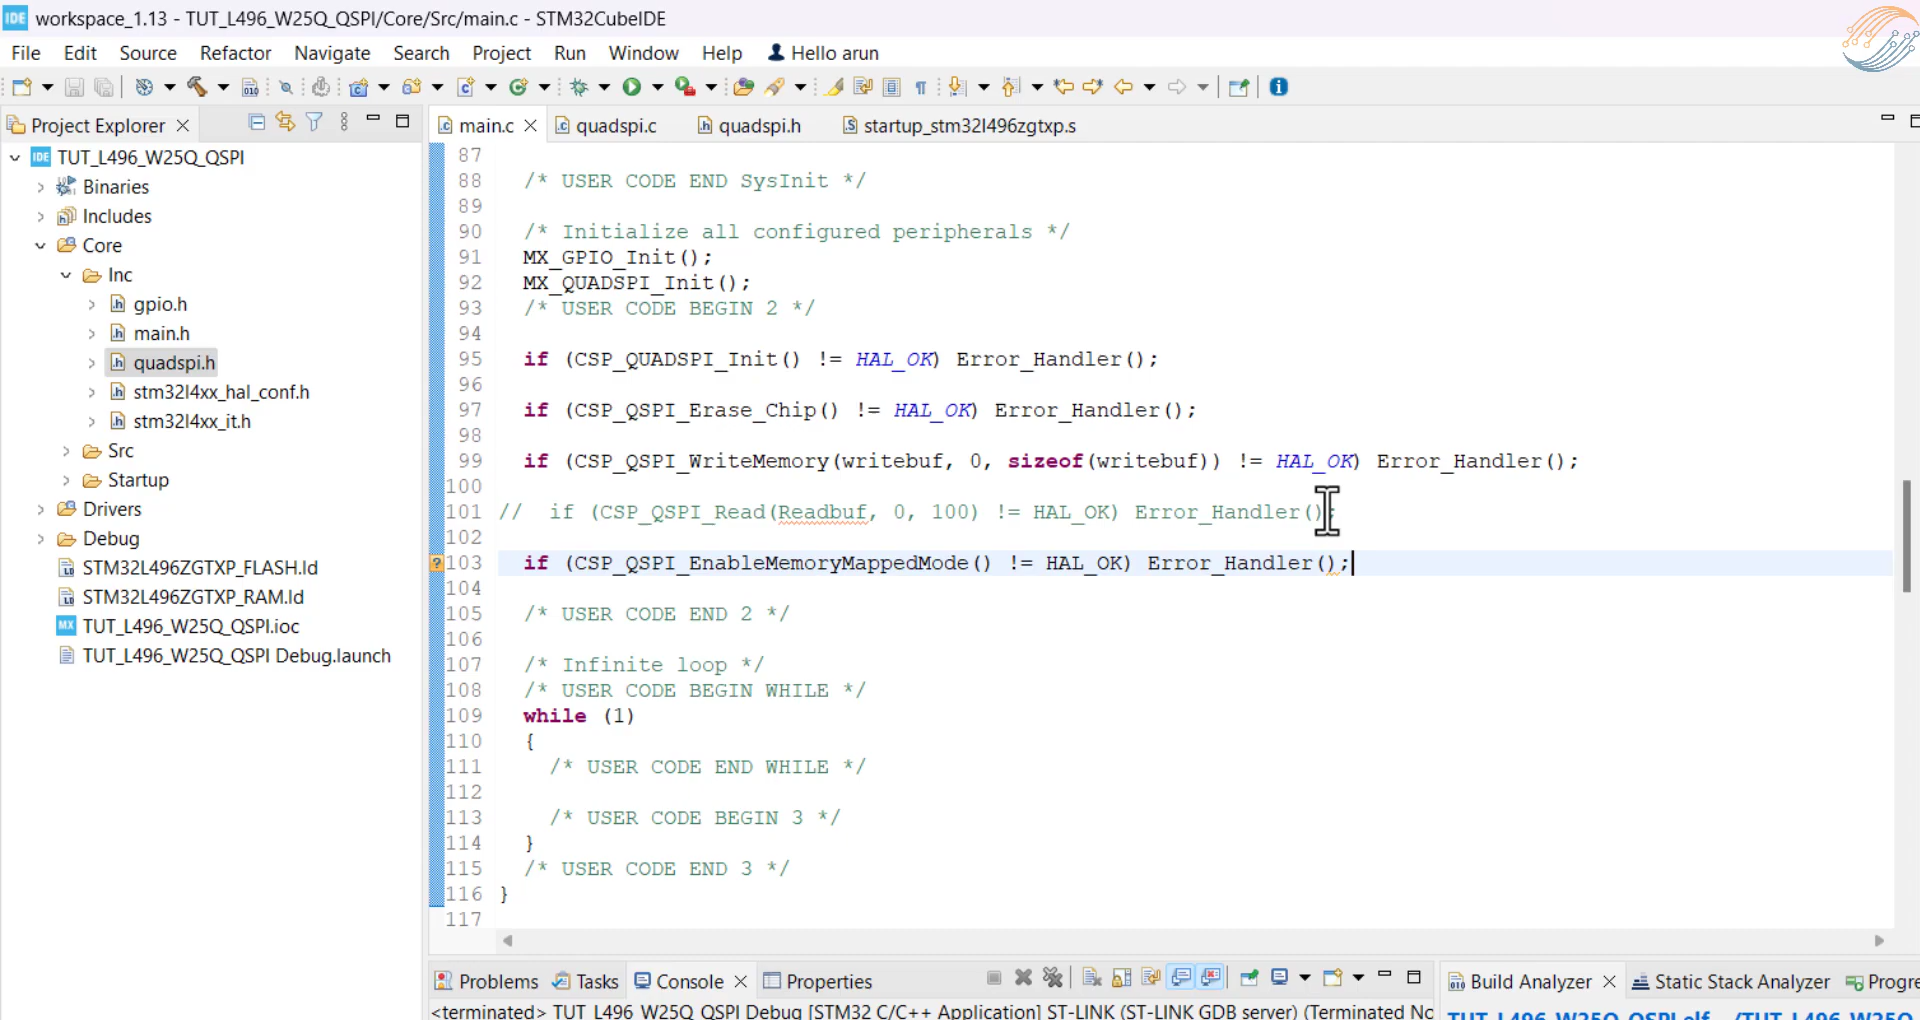 IDE workspace_1.13 - TUT_L496_W25Q_QSPI/Core/Src/main.c - STM32CubeIDE
File Edit Source Refactor Navigate Search Project Run Window Help Hello arun
Project Explorer
main.c quadspi.c quadspi.h startup_stm32l496zgtxp.s
IDE TUT_L496_W25Q_QSPI
Binaries
Includes
Core
Inc
gpio.h
main.h
quadspi.h
stm32l4xx_hal_conf.h
stm32l4xx_it.h
Src
Startup
Drivers
Debug
STM32L496ZGTXP_FLASH.ld
STM32L496ZGTXP_RAM.ld
MX TUT_L496_W25Q_QSPI.ioc
TUT_L496_W25Q_QSPI Debug.launch
87
88 /* USER CODE END SysInit */
89
90 /* Initialize all configured peripherals */
91 MX_GPIO_Init();
92 MX_QUADSPI_Init();
93 /* USER CODE BEGIN 2 */
94
95 if (CSP_QUADSPI_Init() != HAL_OK) Error_Handler();
96
97 if (CSP_QSPI_Erase_Chip() != HAL_OK) Error_Handler();
98
99 if (CSP_QSPI_WriteMemory(writebuf, 0, sizeof(writebuf)) != HAL_OK) Error_Handler();
100
101 // if (CSP_QSPI_Read(Readbuf, 0, 100) != HAL_OK) Error_Handler();
102
103 if (CSP_QSPI_EnableMemoryMappedMode() != HAL_OK) Error_Handler();
104
105 /* USER CODE END 2 */
106
107 /* Infinite loop */
108 /* USER CODE BEGIN WHILE */
109 while (1)
110 {
111 /* USER CODE END WHILE */
112
113 /* USER CODE BEGIN 3 */
114 }
115 /* USER CODE END 3 */
116 }
117
Problems Tasks Console Properties
<terminated> TUT_L496_W25Q_QSPI Debug [STM32 C/C++ Application] ST-LINK (ST-LINK GDB server) (Terminated No
Build Analyzer Static Stack Analyzer Progre
TUT_L496_W25Q_QSPI.elf - /TUT_L496_W25Q